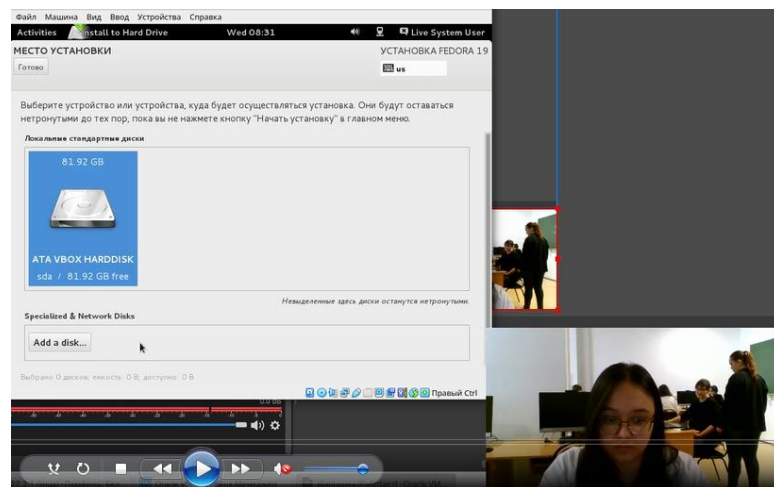 Файл Машина Вид Ввод Устройства Справка
Activities Install to Hard Drive Wed 08:31 Live System User
МЕСТО УСТАНОВКИ УСТАНОВКА FEDORA 19
Готово us
Выберите устройство или устройства, куда будет осуществляться установка. Они будут оставаться
нетронутыми до тех пор, пока вы не нажмете кнопку "Начать установку" в главном меню.
Локальные стандартные диски
81.92 GB
ATA VBOX HARDDISK
sda / 81.92 GB free
Невыделенные здесь диски останутся нетронутыми.
Specialized & Network Disks
Add a disk...
Выбрано 0 дисков; емкость: 0 B; доступно: 0 B
Правый Ctrl
0.0 dB